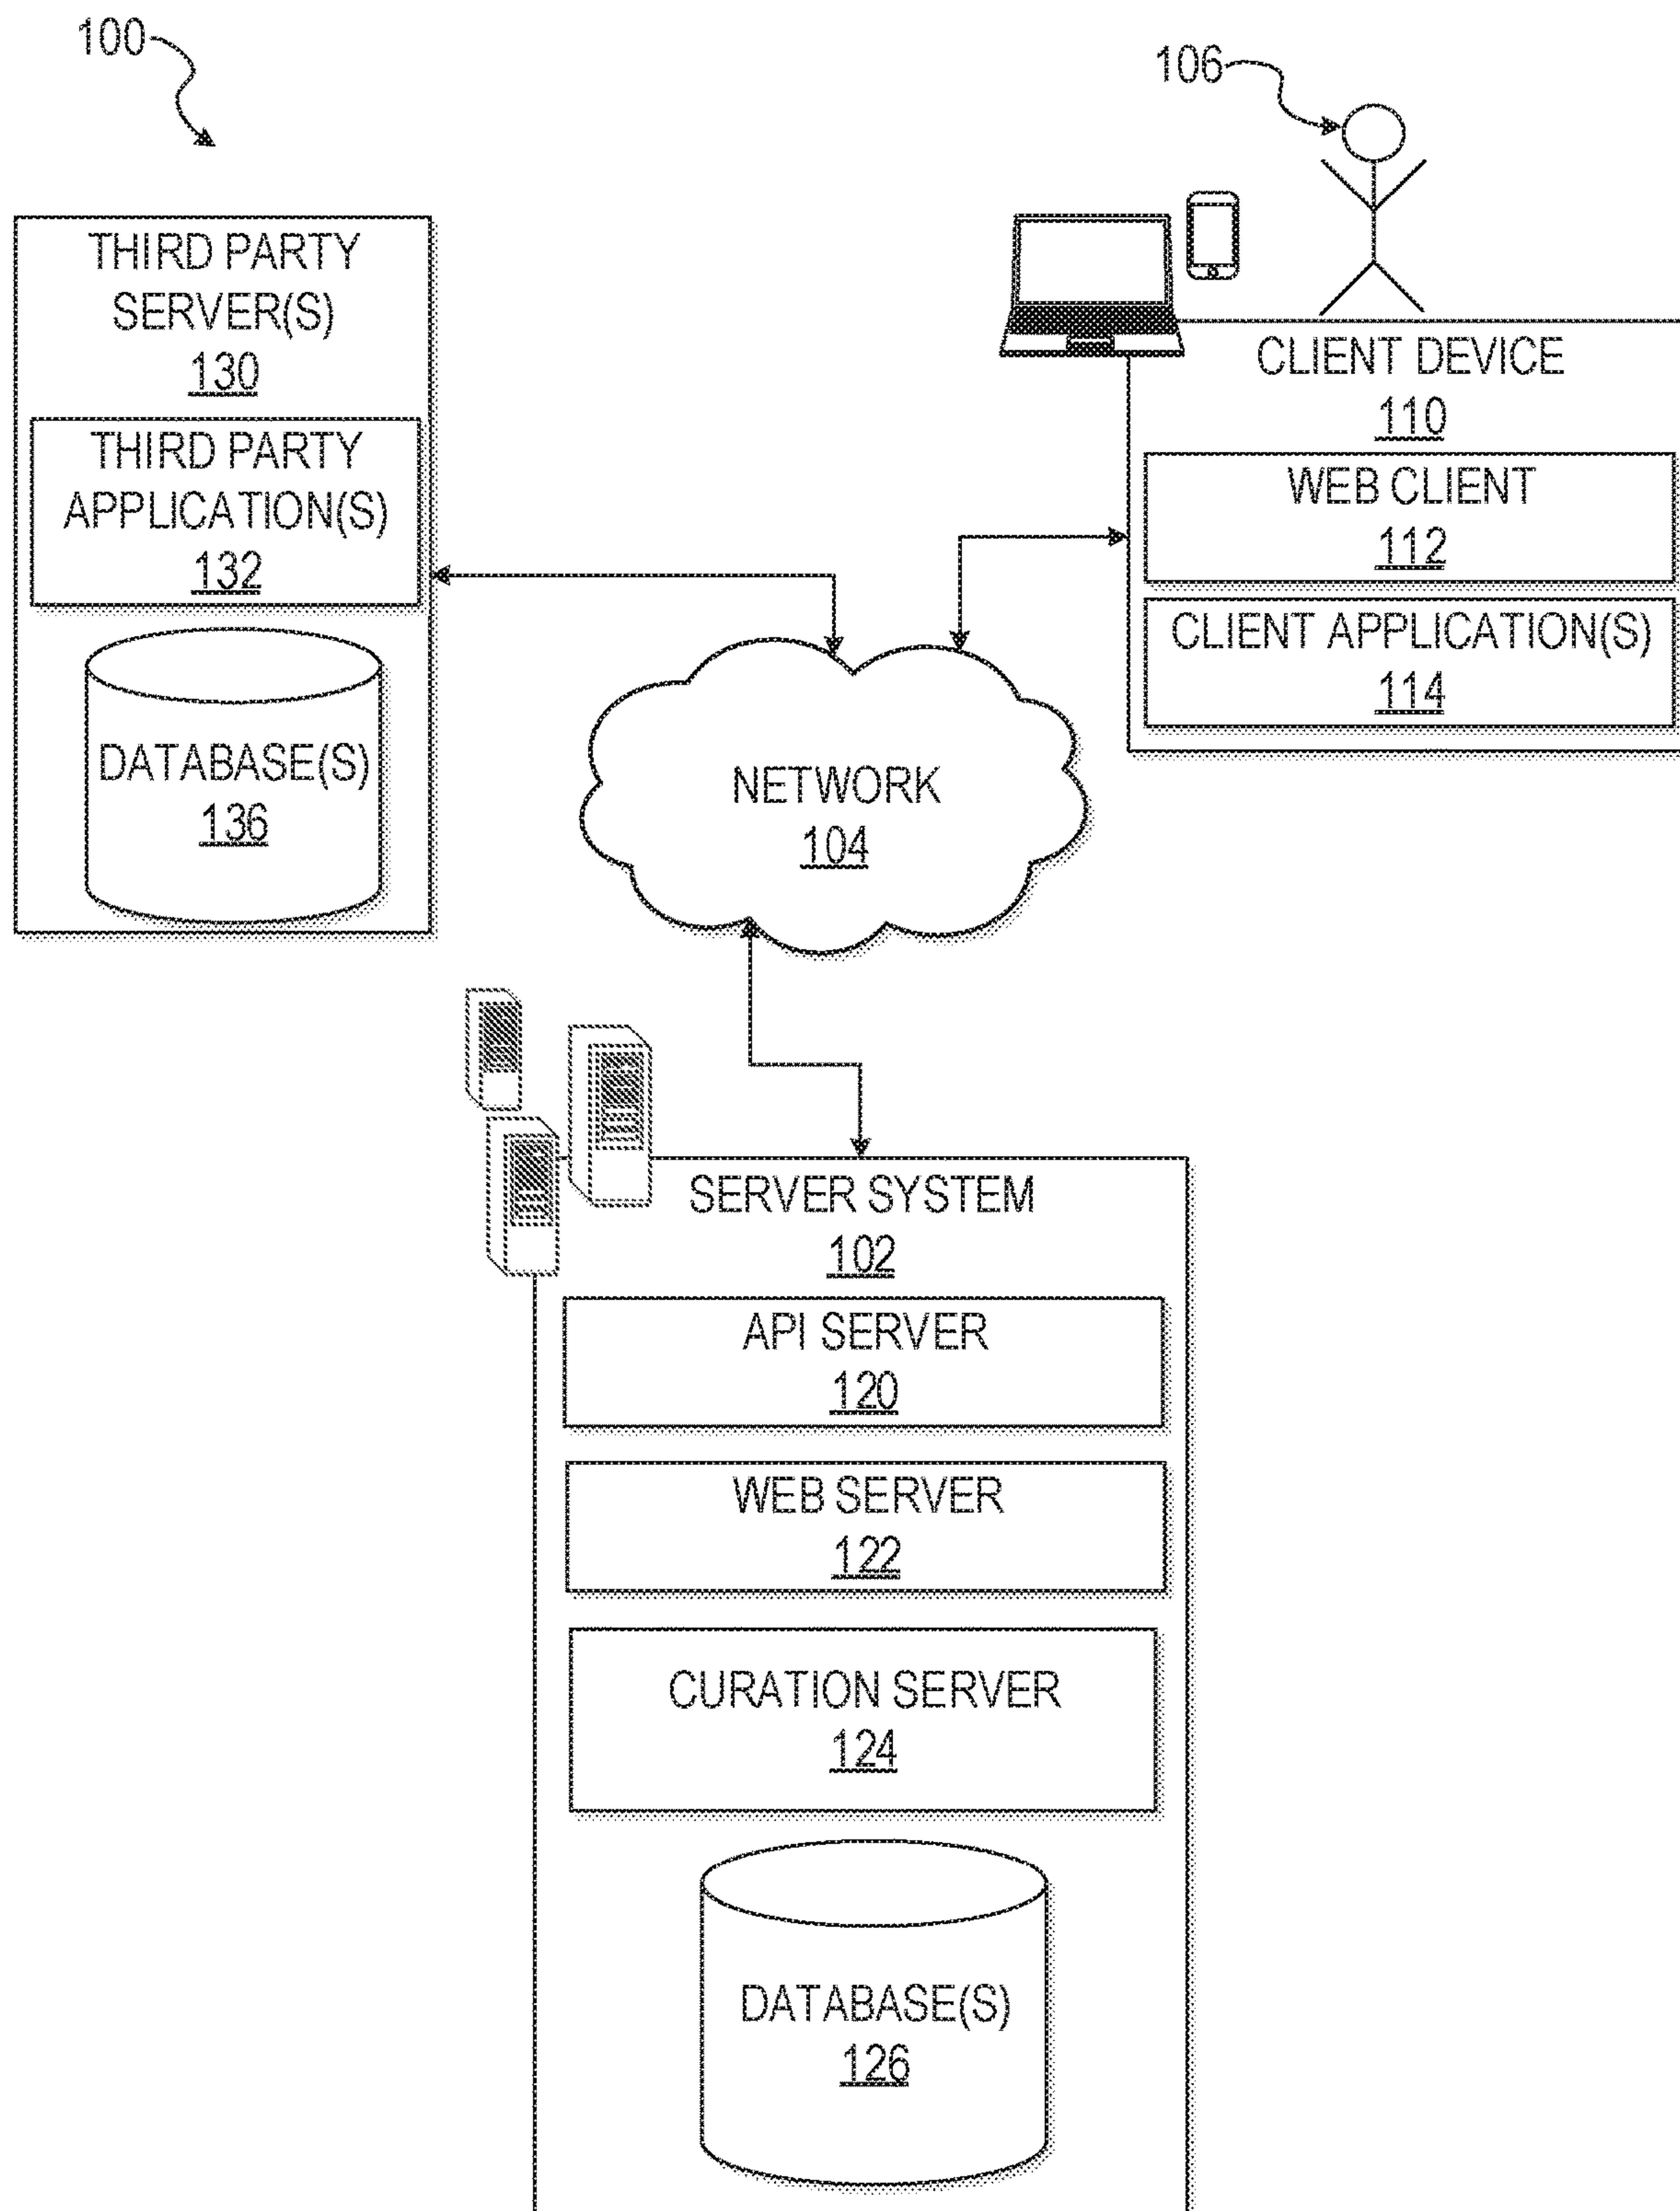 100
106
THIRD PARTY
SERVER(S)
130
THIRD PARTY
APPLICATION(S)
132
DATABASE(S)
136
CLIENT DEVICE
110
WEB CLIENT
112
CLIENT APPLICATION(S)
114
NETWORK
104
SERVER SYSTEM
102
API SERVER
120
WEB SERVER
122
CURATION SERVER
124
DATABASE(S)
126